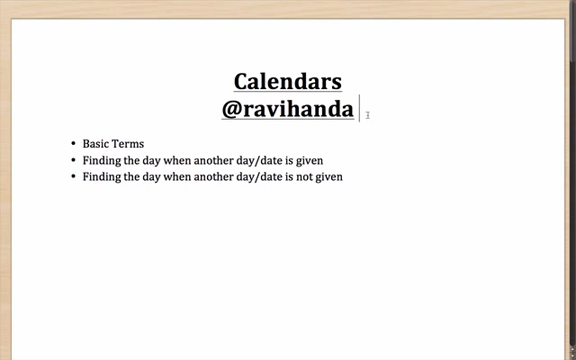 Calendars
@ravihanda
• Basic Terms
• Finding the day when another day/date is given
• Finding the day when another day/date is not given